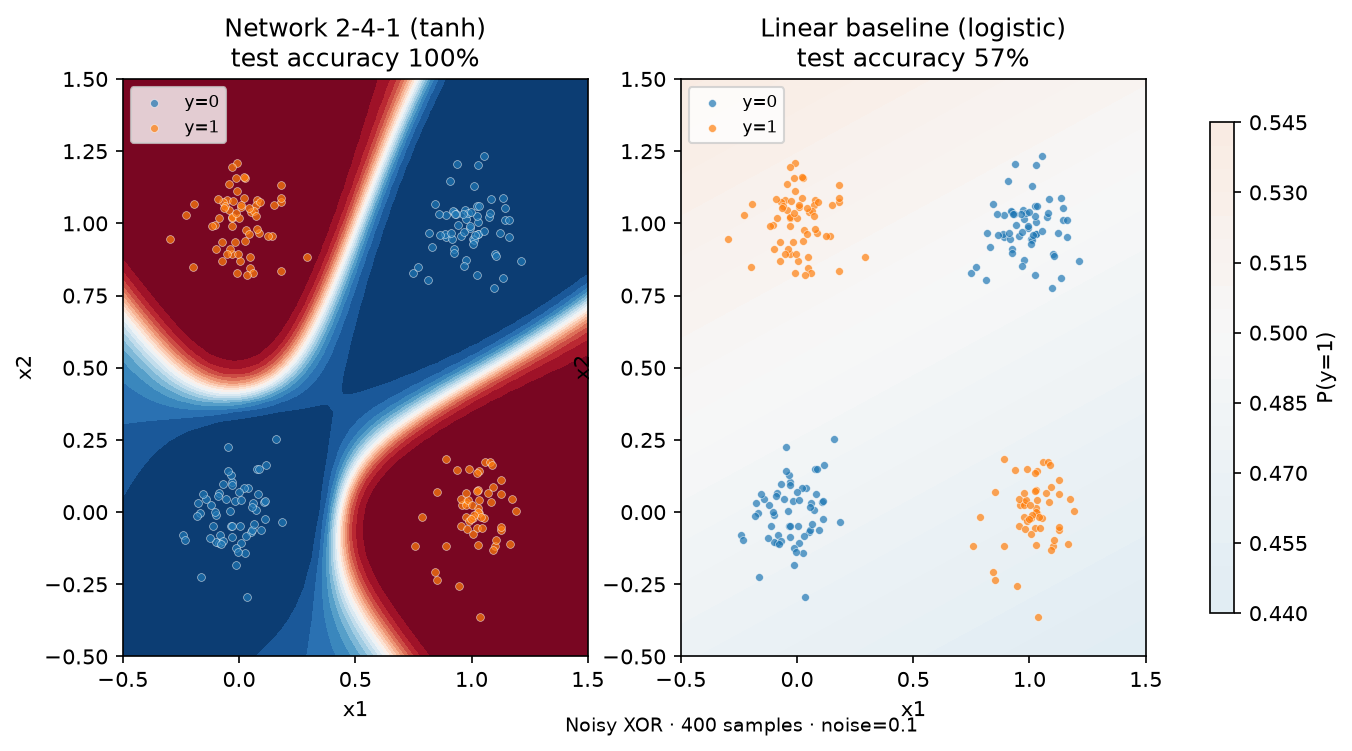 Network 2-4-1 (tanh)
test accuracy 100%
1.50
1.25
1.00
0.75
0.50
0.25
0.00
−0.25
−0.50
x2
y=0
y=1
−0.5
0.0
0.5
1.0
1.5
x1
Linear baseline (logistic)
test accuracy 57%
1.50
1.25
1.00
0.75
0.50
0.25
0.00
−0.25
−0.50
x2
y=0
y=1
−0.5
0.0
0.5
1.0
1.5
x1
0.545
0.530
0.515
0.500
0.485
0.470
0.455
0.440
P(y=1)
Noisy XOR · 400 samples · noise=0.1